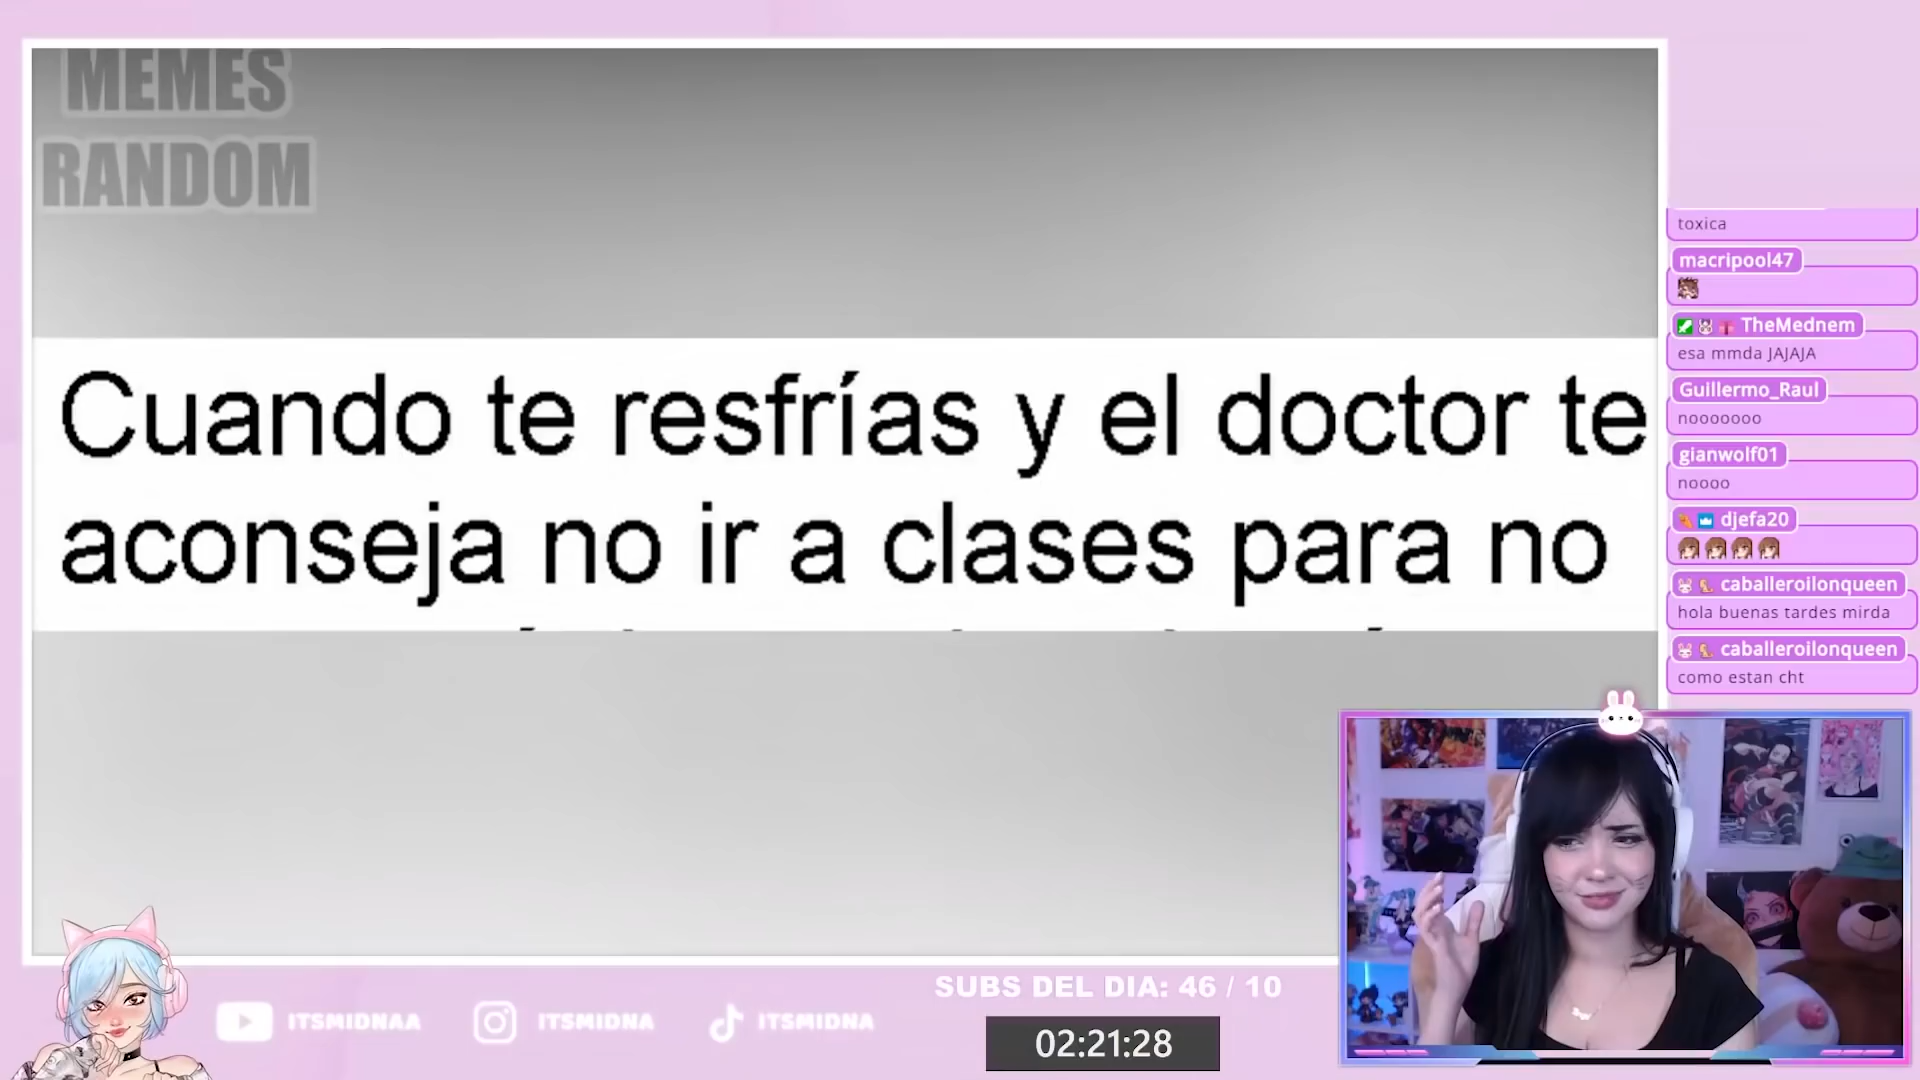 MEMES
RANDOM
Cuando te resfrías y el doctor te
aconseja no ir a clases para no
toxica
macripool47
TheMednem
esa mmda JAJAJA
Guillermo_Raul
nooooooo
gianwolf01
noooo
djefa20
caballeroilonqueen
hola buenas tardes mirda
caballeroilonqueen
como estan cht
ITSMIDNAA
ITSMIDNA
ITSMIDNA
SUBS DEL DIA: 46 / 10
02:21:28